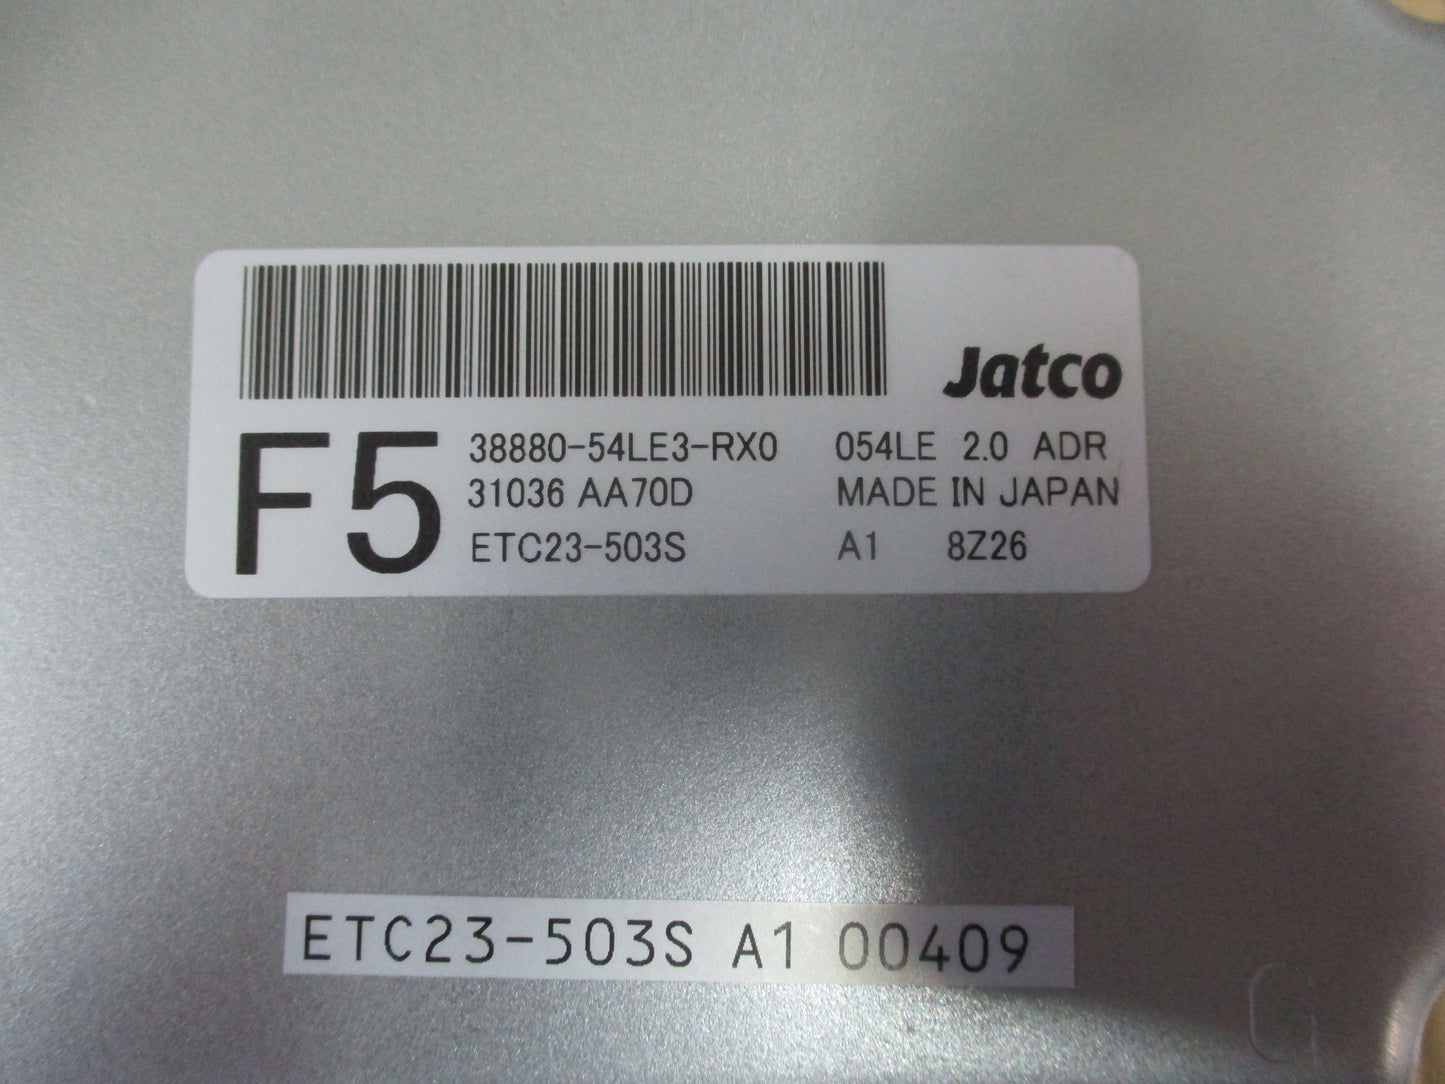 Jatco
F5
38880-54LE3-RX0 054LE 2.0 ADR
31036 AA70D MADE IN JAPAN
ETC23-503S A1 8Z26
ETC23-503S A1 00409